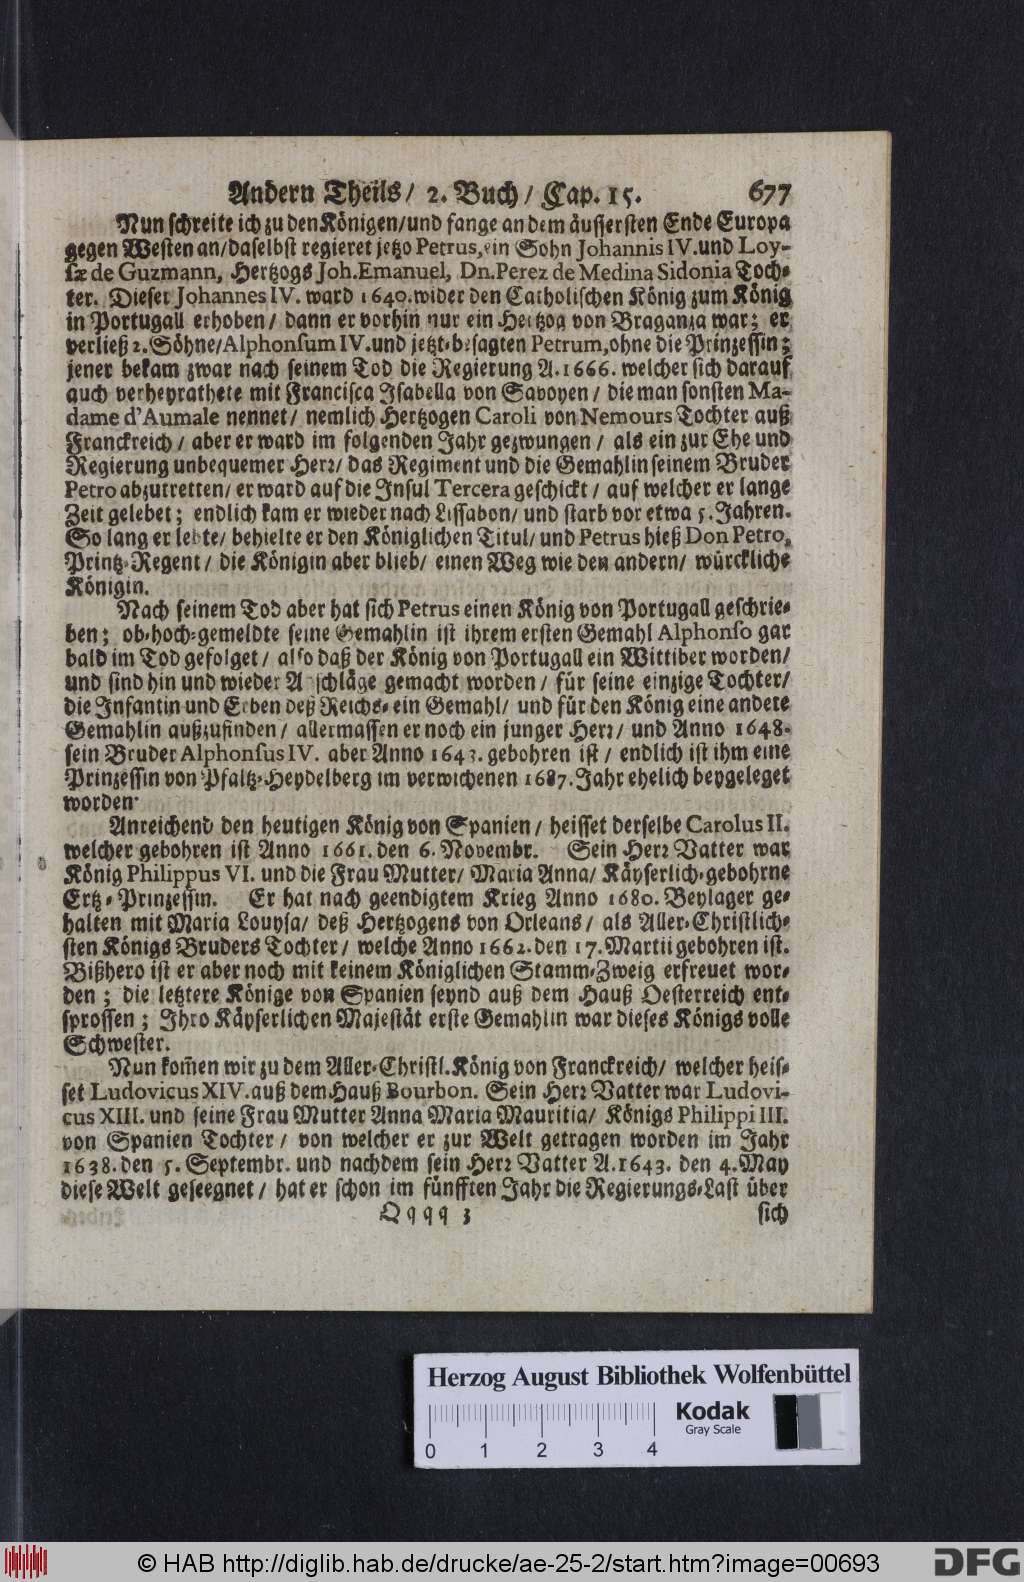 Andern Theils/ 2. Buch/ Cap. 15. 677
Nun schreite ich zu den Königen/und fange an dem äussersten Ende Europa
gegen Westen an/daselbst regieret jetzo Petrus, ein Sohn Johannis IV. und Loy-
sæ de Guzmann, Hertzogs Joh. Emanuel, Dn. Perez de Medina Sidonia Toch-
ter. Dieser Johannes IV. ward 1640. wider den Catholischen König zum König
in Portugall erhoben/ dann er vorhin nur ein Hertzog von Braganza war; er
verließ 2. Söhne/Alphonsum IV. und jetzt-besagten Petrum, ohne die Prinzessin;
jener bekam zwar nach seinem Tod die Regierung A. 1666. welcher sich darauf
auch verheyrathete mit Francisca Isabella von Savoyen/ die man sonsten Ma-
dame d'Aumale nennet/ nemlich Hertzogen Caroli von Nemours Tochter auß
Franckreich/ aber er ward im folgenden Jahr gezwungen/ als ein zur Ehe und
Regierung unbequemer Herr/ das Regiment und die Gemahlin seinem Bruder
Petro abzutretten/ er ward auf die Insul Tercera geschickt/ auf welcher er lange
Zeit gelebet; endlich kam er wieder nach Lissabon/ und starb vor etwa 5. Jahren.
So lang er lebte/ behielte er den Königlichen Titul/ und Petrus hieß Don Petro,
Printz-Regent/ die Königin aber blieb/ einen Weg wie den andern/ würckliche
Königin.
Nach seinem Tod aber hat sich Petrus einen König von Portugall geschrie-
ben; ob-hoch-gemeldte seine Gemahlin ist ihrem ersten Gemahl Alphonso gar
bald im Tod gefolget/ also daß der König von Portugall ein Wittiber worden/
und sind hin und wieder Anschläge gemacht worden/ für seine einzige Tochter/
die Infantin und Erben deß Reichs- ein Gemahl/ und für den König eine andere
Gemahlin außzufinden/ allermassen er noch ein junger Herr/ und Anno 1648.
sein Bruder Alphonsus IV. aber Anno 1643. gebohren ist/ endlich ist ihm eine
Prinzessin von Pfaltz-Heydelberg im verwichenen 1687. Jahr ehelich beygeleget
worden.
Anreichend den heutigen König von Spanien/ heisset derselbe Carolus II.
welcher gebohren ist Anno 1661. den 6. Novembr. Sein Herr Vatter war
König Philippus VI. und die Frau Mutter/ Maria Anna/ Käyserlich-gebohrne
Ertz-Prinzessin. Er hat nach geendigtem Krieg Anno 1680. Beylager ge-
halten mit Maria Louysa/ deß Hertzogens von Orleans/ als Aller-Christlich-
sten Königs Bruders Tochter/ welche Anno 1662. den 17. Martii gebohren ist.
Bißhero ist er aber noch mit keinem Königlichen Stamm-Zweig erfreuet wor-
den; die letztere Könige von Spanien seynd auß dem Hauß Oesterreich ent-
sprossen; Ihro Käyserlichen Majestät erste Gemahlin war dieses Königs volle
Schwester.
Nun kom̃en wir zu dem Aller-Christl. König von Franckreich/ welcher heis-
set Ludovicus XIV. auß dem Hauß Bourbon. Sein Herr Vatter war Ludovi-
cus XIII. und seine Frau Mutter Anna Maria Mauritia/ Königs Philippi III.
von Spanien Tochter/ von welcher er zur Welt getragen worden im Jahr
1638. den 5. Septembr. und nachdem sein Herr Vatter A. 1643. den 4. May
diese Welt geseegnet/ hat er schon im fünfften Jahr die Regierungs-Last über
Qqqq 3 sich
Herzog August Bibliothek Wolfenbüttel
Kodak
Gray Scale
0 1 2 3 4
© HAB http://diglib.hab.de/drucke/ae-25-2/start.htm?image=00693
DFG